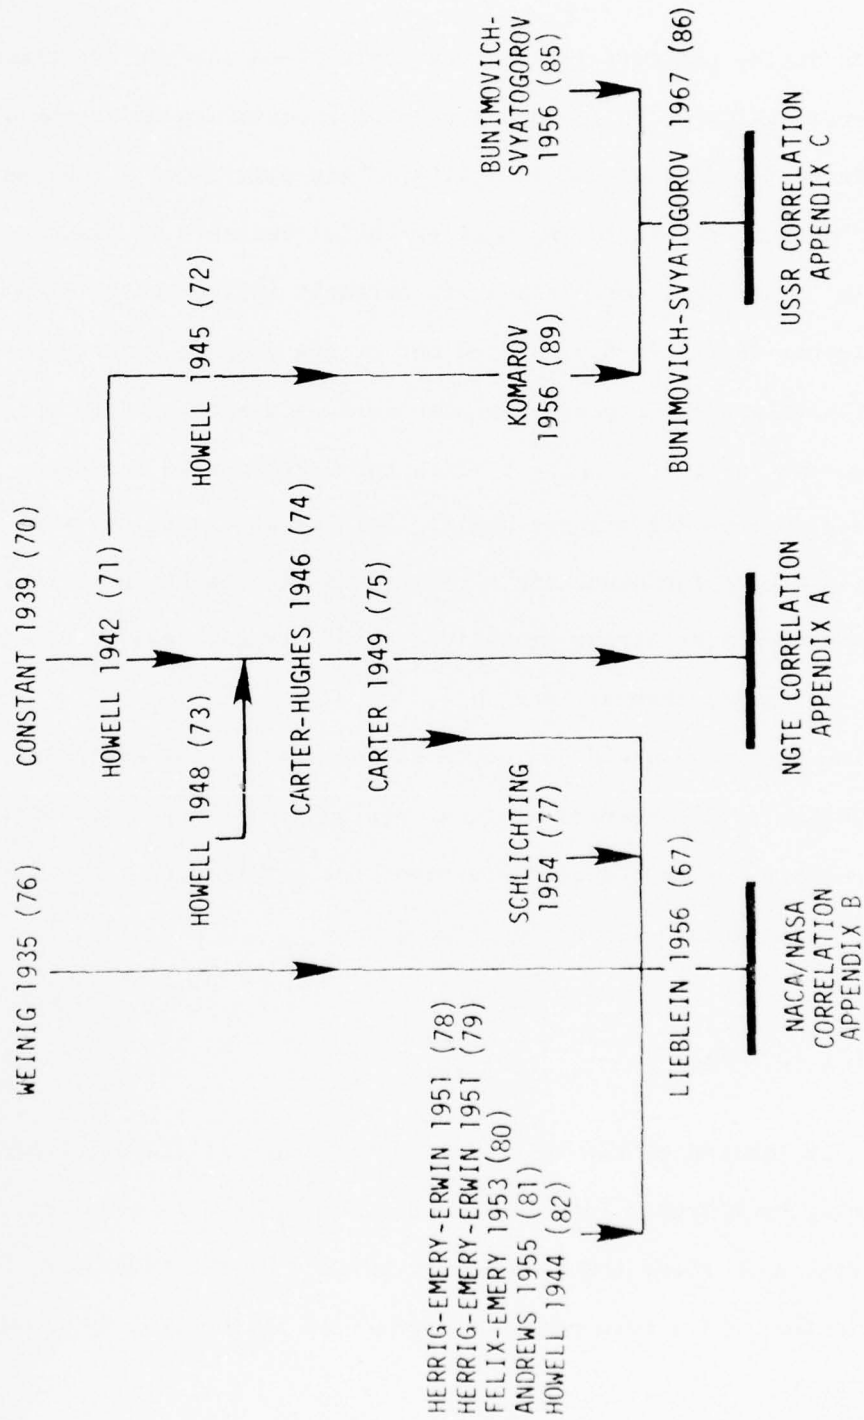 WEINIG 1935 (76)
CONSTANT 1939 (70)
HOWELL 1942 (71)
HOWELL 1948 (73)
HOWELL 1945 (72)
CARTER-HUGHES 1946 (74)
CARTER 1949 (75)
SCHLICHTING
1954 (77)
HERRIG-EMERY-ERWIN 1951 (78)
HERRIG-EMERY-ERWIN 1951 (79)
FELIX-EMERY 1953 (80)
ANDREWS 1955 (81)
HOWELL 1944 (82)
KOMAROV
1956 (89)
BUNIMOVICH-
SVYATOGOROV
1956 (85)
LIEBLEIN 1956 (67)
BUNIMOVICH-SVYATOGOROV 1967 (86)
NACA/NASA
CORRELATION
APPENDIX B
NGTE CORRELATION
APPENDIX A
USSR CORRELATION
APPENDIX C